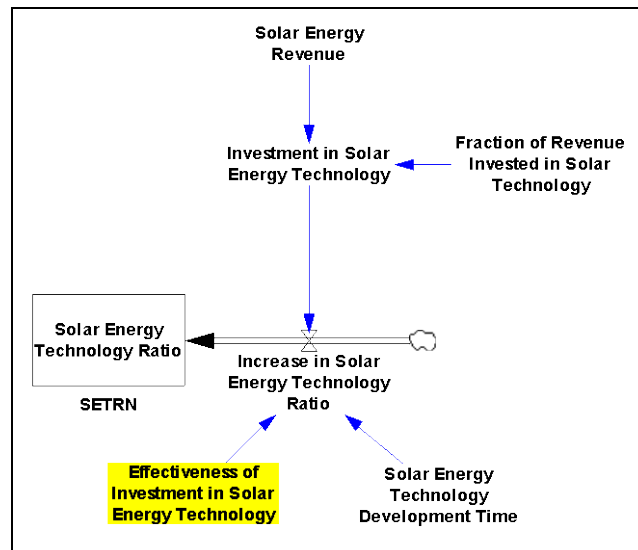 Solar Energy
Revenue
Investment in Solar
Energy Technology
Fraction of Revenue
Invested in Solar
Technology
Solar Energy
Technology Ratio
SETRN
Increase in Solar
Energy Technology
Ratio
Effectiveness of
Investment in Solar
Energy Technology
Solar Energy
Technology
Development Time